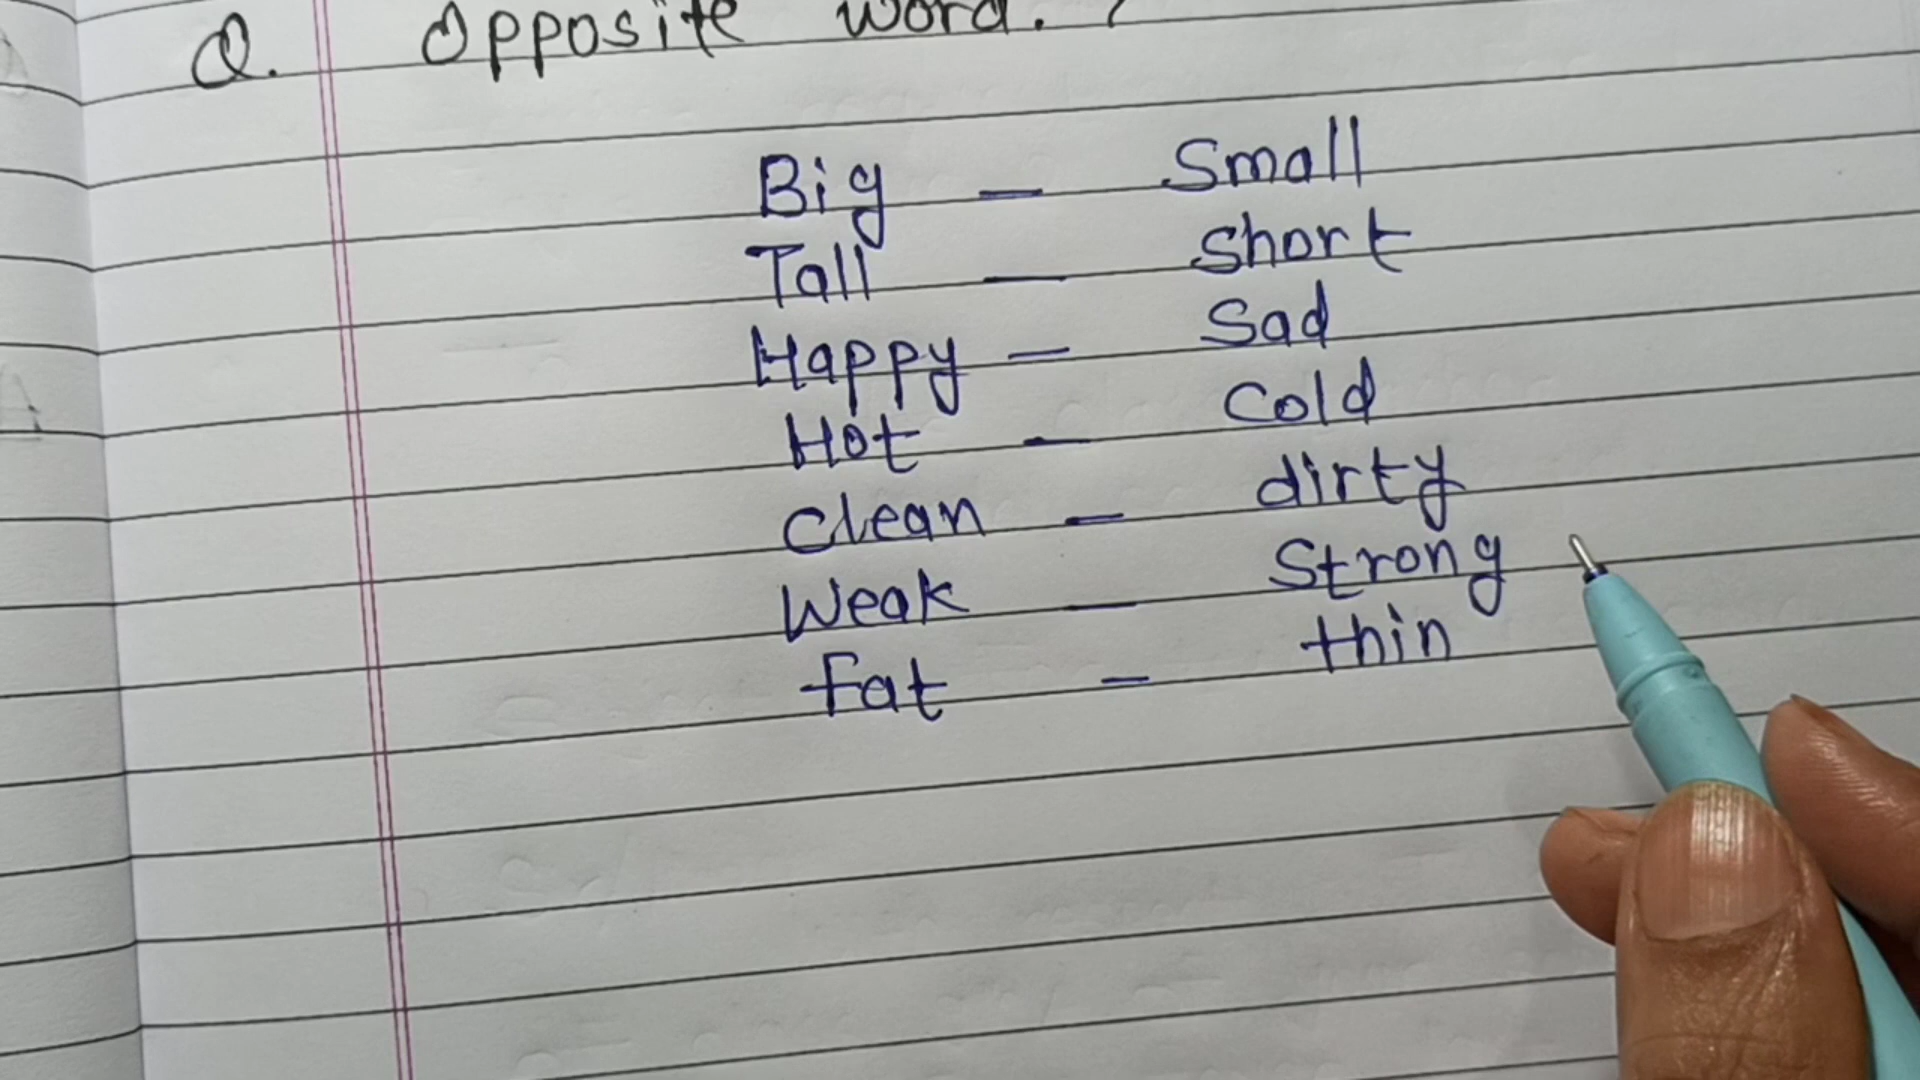 Q. Opposite word. ?
Big — Small
Tall — Short
Happy — Sad
Hot — Cold
Clean — dirty
Weak — Strong
Fat — thin